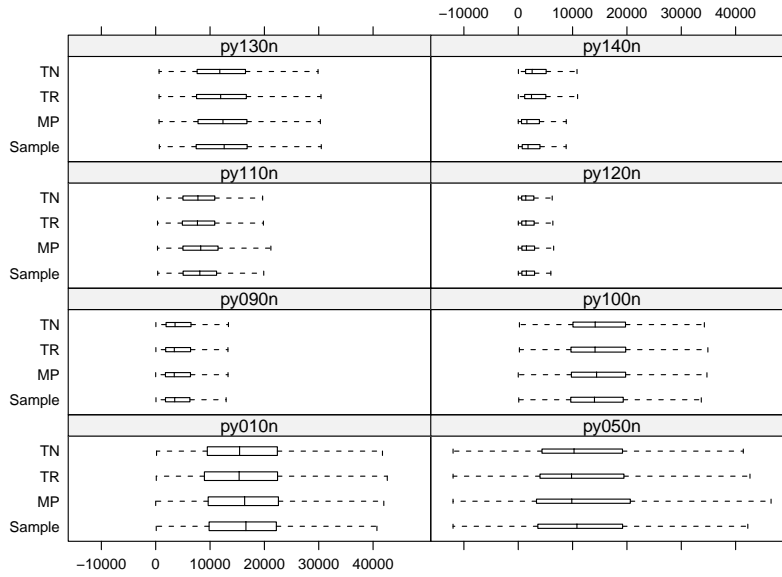 −10000 0 10000 20000 30000 40000
py130n py140n
TN
TR
MP
Sample
py110n py120n
TN
TR
MP
Sample
py090n py100n
TN
TR
MP
Sample
py010n py050n
TN
TR
MP
Sample
−10000 0 10000 20000 30000 40000